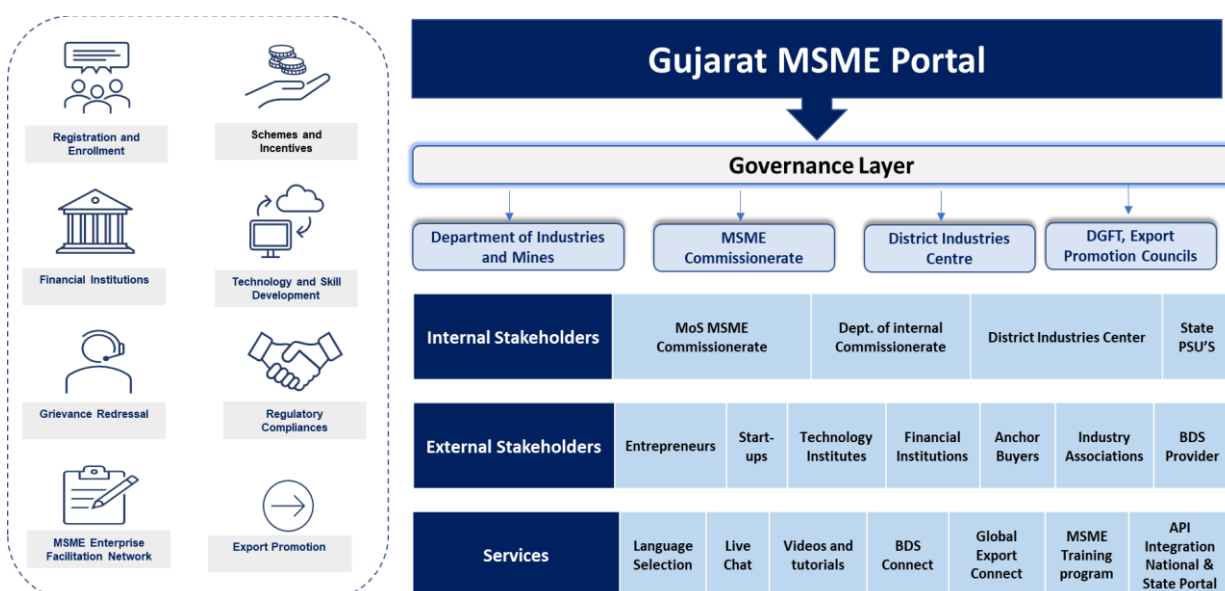 Registration and
Enrollment
Schemes and
Incentives
Financial Institutions
Technology and Skill
Development
Grievance Redressal
Regulatory
Compliances
MSME Enterprise
Facilitation Network
Export Promotion
Gujarat MSME Portal
Governance Layer
Department of Industries
and Mines
MSME
Commissionerate
District Industries
Centre
DGFT, Export
Promotion Councils
Internal Stakeholders
MoS MSME
Commissionerate
Dept. of internal
Commissionerate
District Industries Center
State
PSU'S
External Stakeholders
Entrepreneurs
Start-
ups
Technology
Institutes
Financial
Institutions
Anchor
Buyers
Industry
Associations
BDS
Provider
Services
Language
Selection
Live
Chat
Videos and
tutorials
BDS
Connect
Global
Export
Connect
MSME
Training
program
API
Integration
National &
State Portal